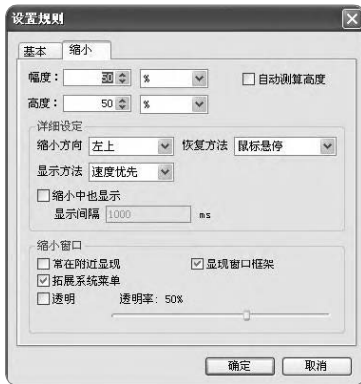 设置规则
基本 缩小
幅度: 50 % 自动测算高度
高度: 50 %
详细设定
缩小方向 左上 恢复方法 鼠标悬停
显示方法 速度优先
缩小中也显示
显示间隔 1000 ms
缩小窗口
常在附近显现 显现窗口框架
拓展系统菜单
透明 透明率: 50%
确定 取消